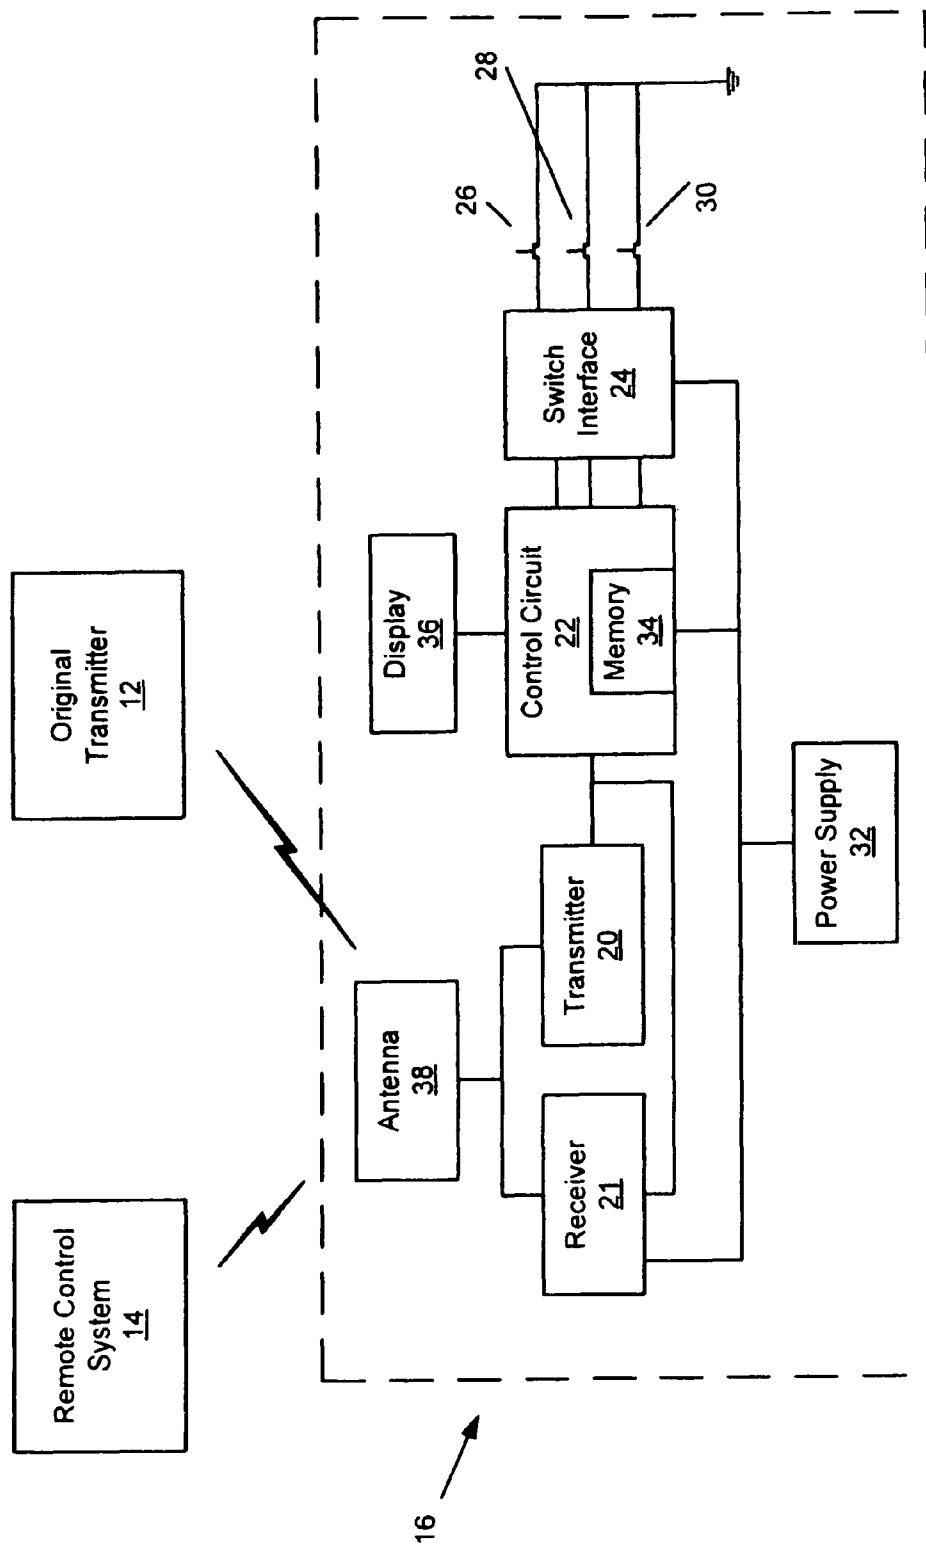 Remote Control
System
14
Original
Transmitter
12
16
Antenna
38
Display
36
26
28
Receiver
21
Transmitter
20
Control Circuit
22
Memory
34
Switch
Interface
24
30
Power Supply
32